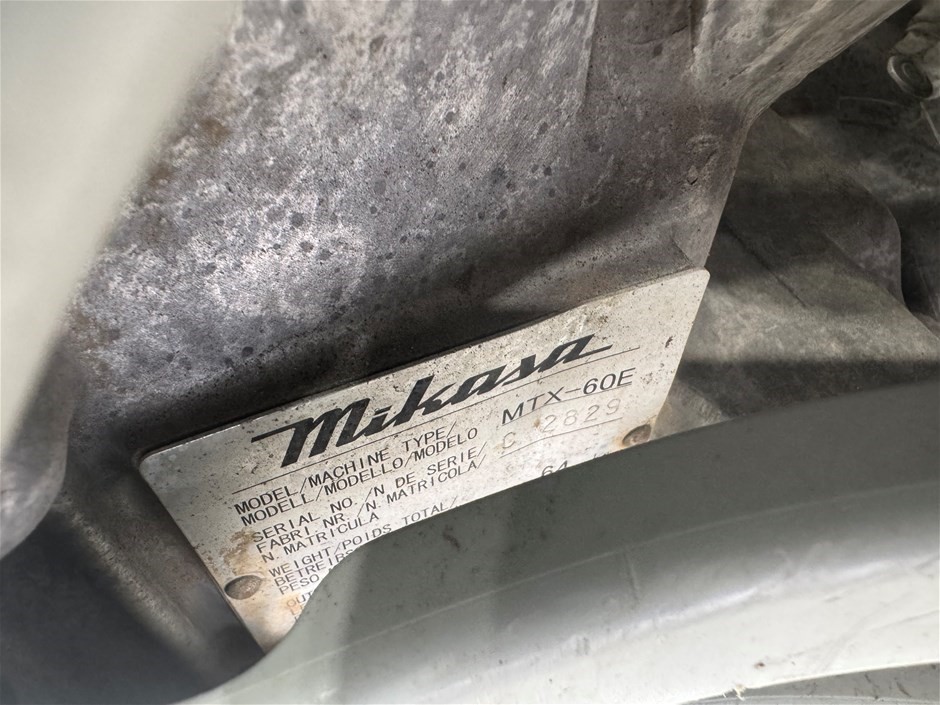 Mikasa
MODEL/MACHINE TYPE/
MODELL/MODELLO/MODELO MTX-60E
SERIAL NO./N DE SERIE/
FABRI. NR./N. MATRICOLA/ C 2829
N. MATRICULA
WEIGHT/POIDS TOTAL/
64
PESO